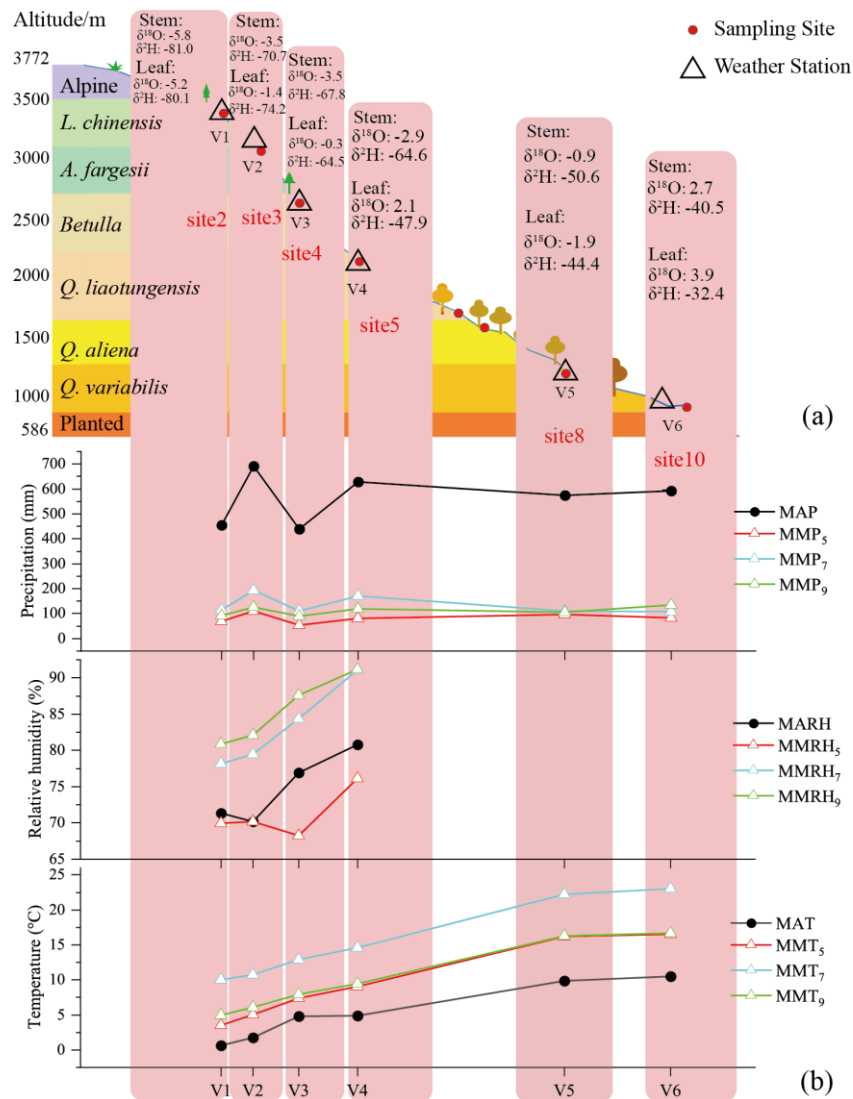 Altitude/m
3772
3500
3000
2500
2000
1500
1000
586
Alpine
L. chinensis
A. fargesii
Betulla
Q. liaotungensis
Q. aliena
Q. variabilis
Planted
Stem:
δ¹⁸O: -5.8
δ²H: -81.0
Leaf:
δ¹⁸O: -5.2
δ²H: -80.1
V1
site2
Stem:
δ¹⁸O: -3.5
δ²H: -70.7
Leaf:
δ¹⁸O: -1.4
δ²H: -74.2
V2
site3
Stem:
δ¹⁸O: -3.5
δ²H: -67.8
Leaf:
δ¹⁸O: -0.3
δ²H: -64.5
V3
site4
Stem:
δ¹⁸O: -2.9
δ²H: -64.6
Leaf:
δ¹⁸O: 2.1
δ²H: -47.9
V4
site5
Stem:
δ¹⁸O: -0.9
δ²H: -50.6
Leaf:
δ¹⁸O: -1.9
δ²H: -44.4
V5
site8
Stem:
δ¹⁸O: 2.7
δ²H: -40.5
Leaf:
δ¹⁸O: 3.9
δ²H: -32.4
V6
site10
Sampling Site
Weather Station
(a)
Precipitation (mm)
700
600
500
400
300
200
100
0
MAP
MMP₅
MMP₇
MMP₉
Relative humidity (%)
90
85
80
75
70
65
MARH
MMRH₅
MMRH₇
MMRH₉
Temperature (°C)
25
20
15
10
5
0
MAT
MMT₅
MMT₇
MMT₉
V1 V2 V3 V4 V5 V6
(b)